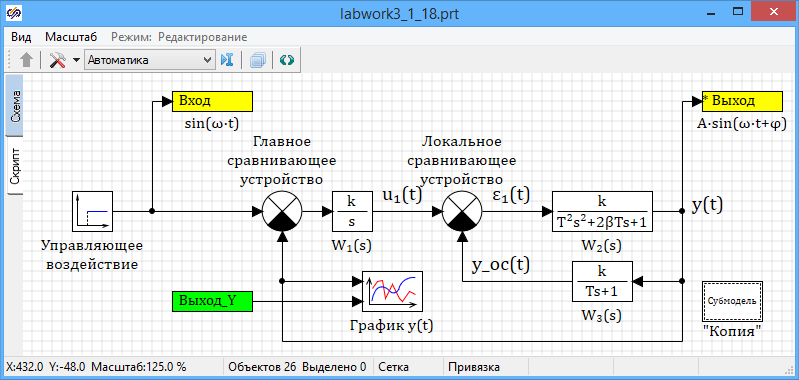 labwork3_1_18.prt
Вид Масштаб Режим: Редактирование
Автоматика
Схема
Скрипт
Вход
sin(ω·t)
* Выход
A·sin(ω·t+φ)
Главное
сравнивающее
устройство
Локальное
сравнивающее
устройство
Управляющее
воздействие
k
s
W₁(s)
u₁(t)
ε₁(t)
k
T²s²+2βTs+1
W₂(s)
y(t)
y_oc(t)
k
Ts+1
W₃(s)
Выход_Y
График y(t)
Субмодель
"Копия"
X:432.0 Y:-48.0 Масштаб:125.0 % Объектов 26 Выделено 0 Сетка Привязка